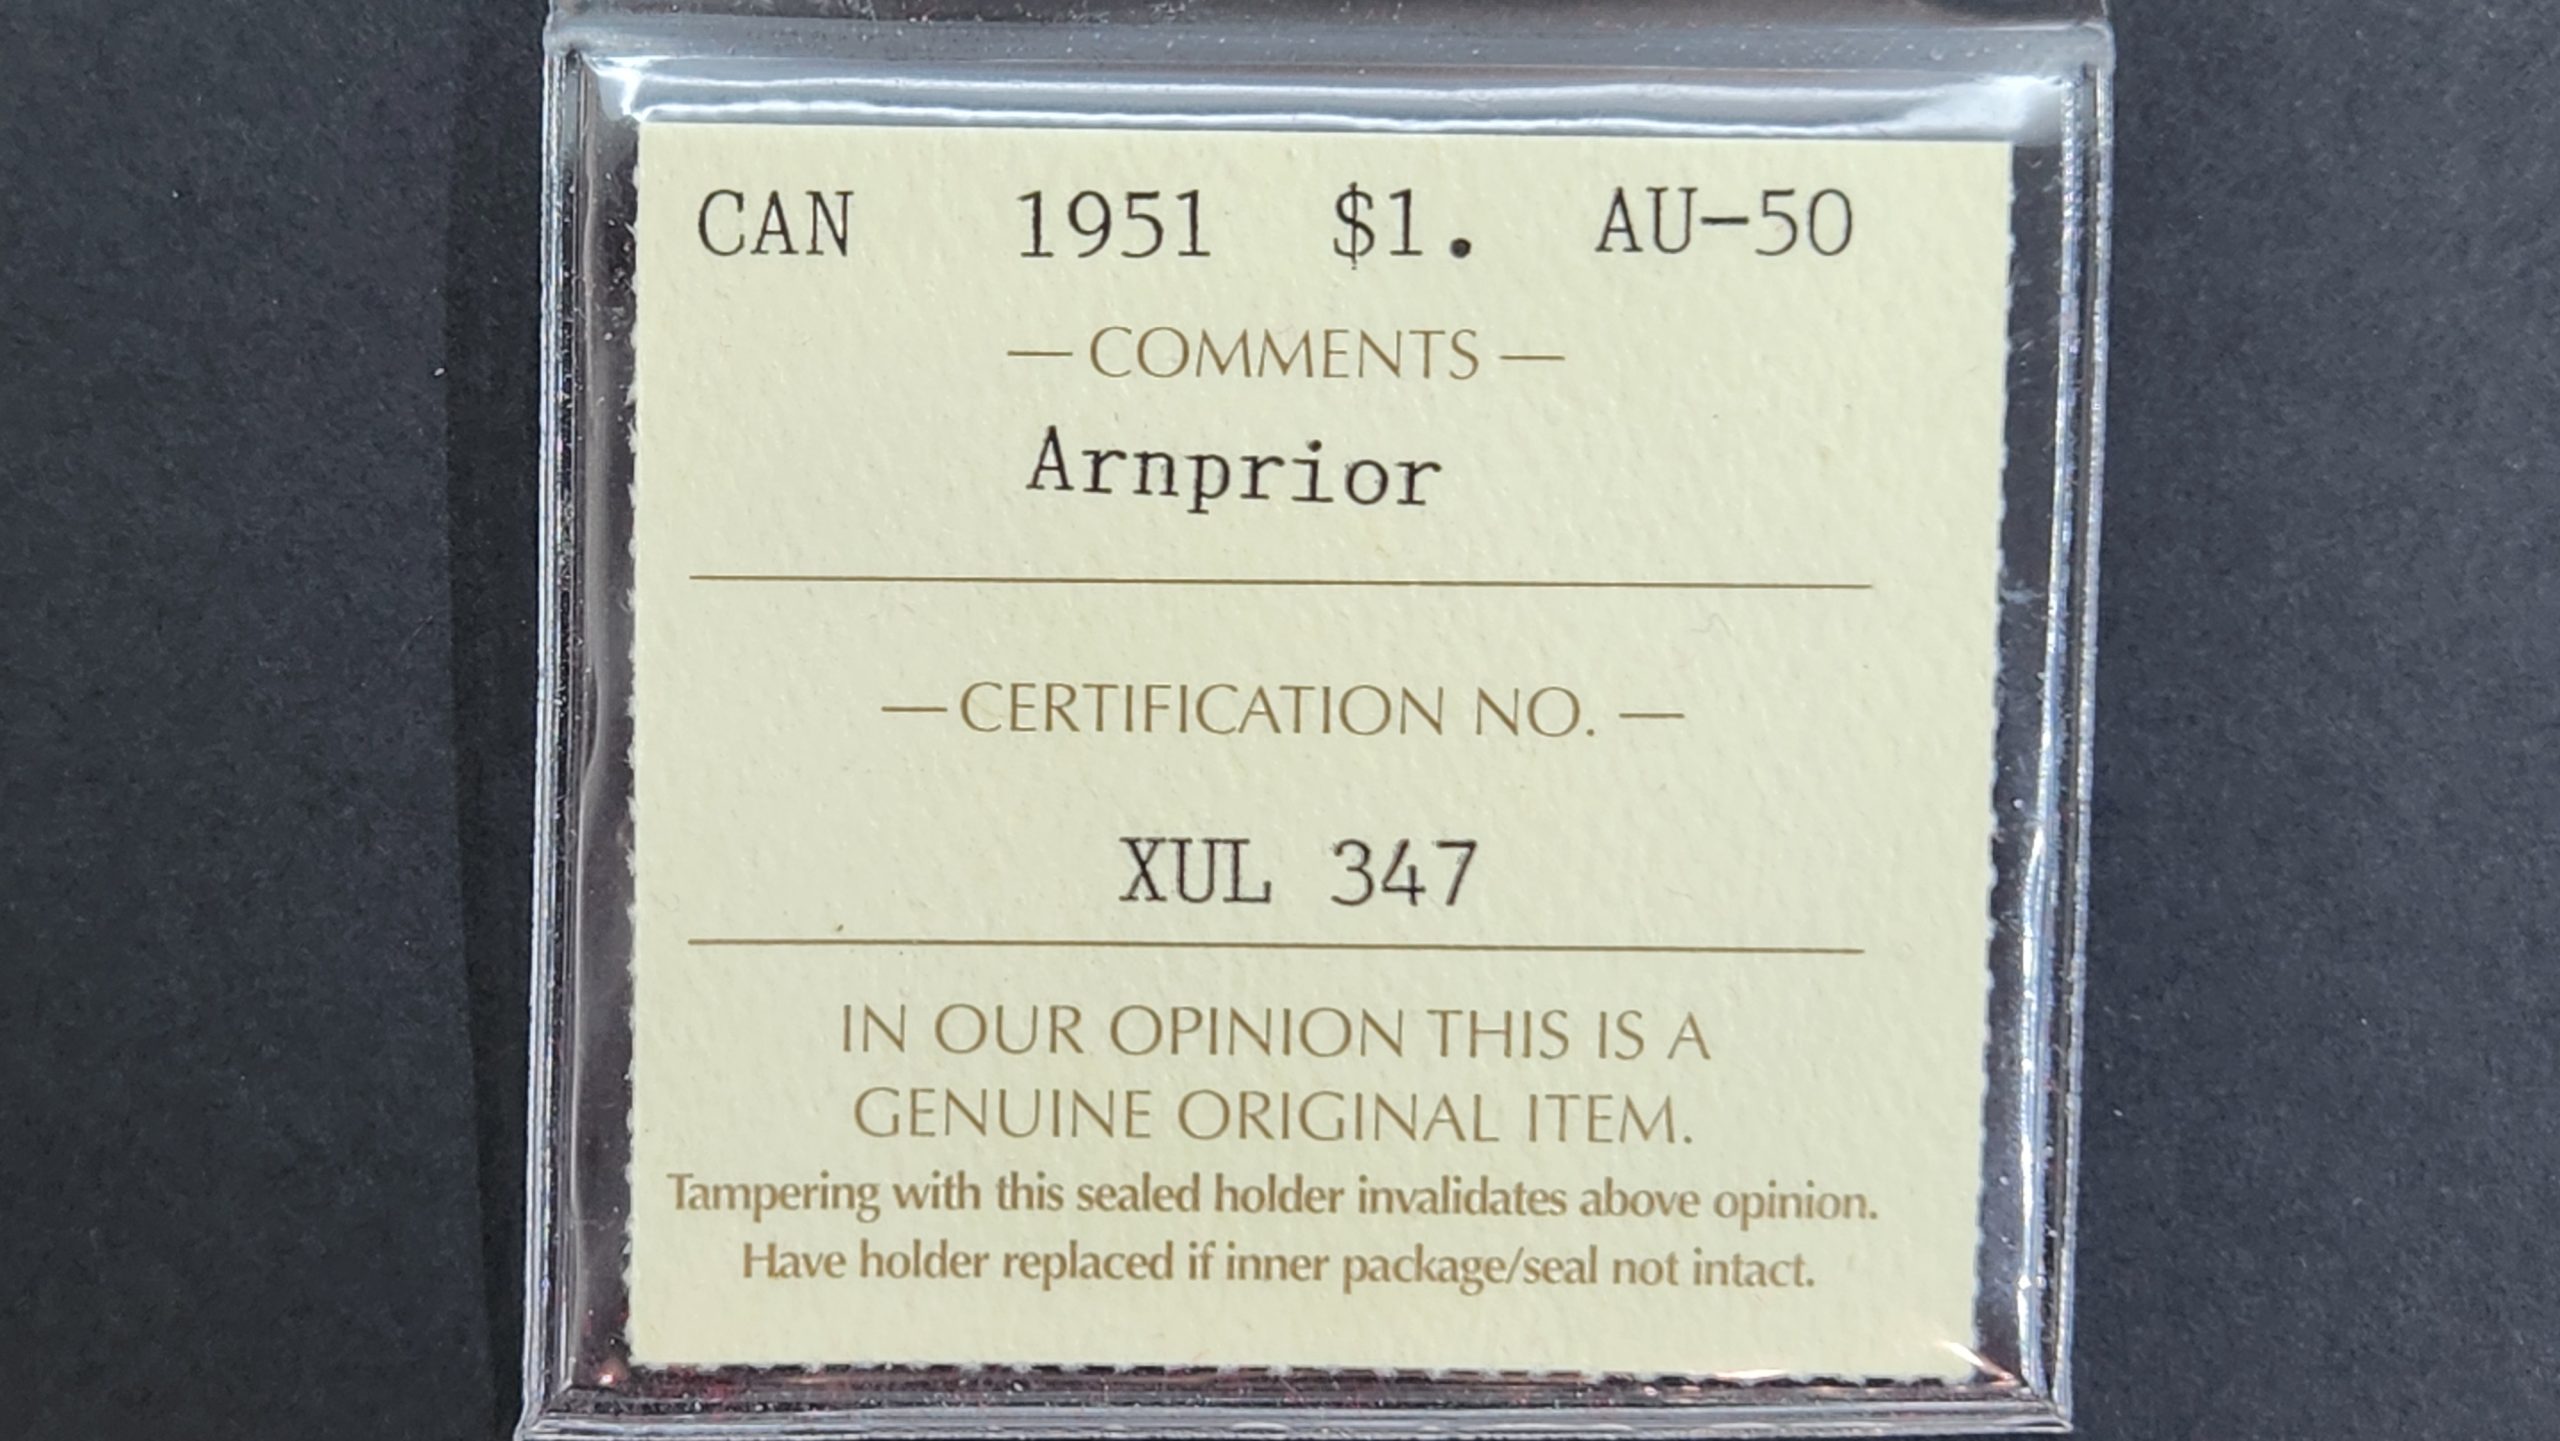 CAN 1951 $1. AU-50
— COMMENTS —
Arnprior
— CERTIFICATION NO. —
XUL 347
IN OUR OPINION THIS IS A
GENUINE ORIGINAL ITEM.
Tampering with this sealed holder invalidates above opinion.
Have holder replaced if inner package/seal not intact.